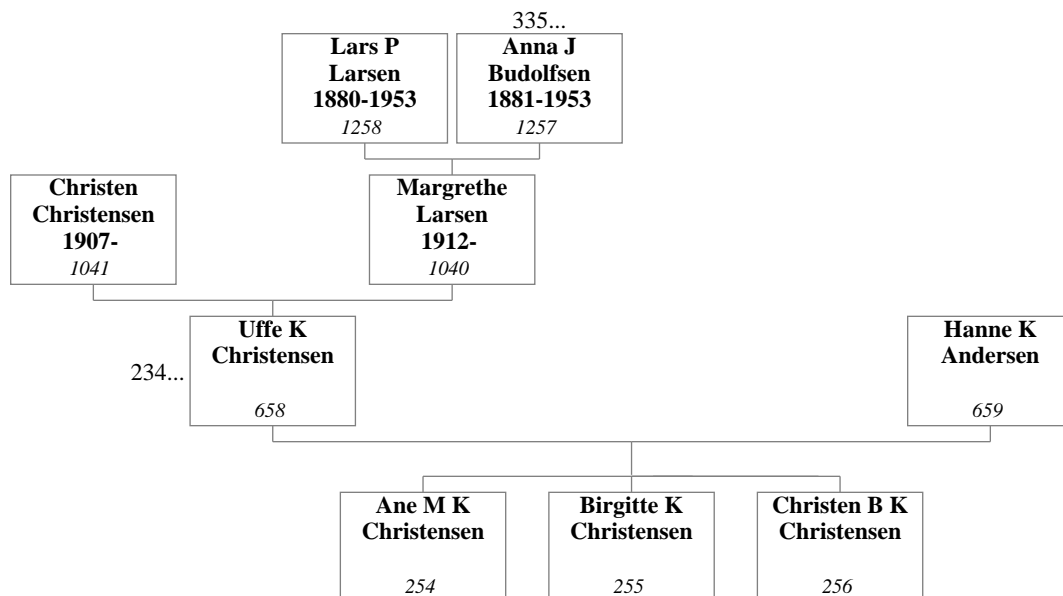 335...
Lars P
Larsen
1880-1953
1258
Anna J
Budolfsen
1881-1953
1257
Christen
Christensen
1907-
1041
Margrethe
Larsen
1912-
1040
234...
Uffe K
Christensen
658
Hanne K
Andersen
659
Ane M K
Christensen
254
Birgitte K
Christensen
255
Christen B K
Christensen
256